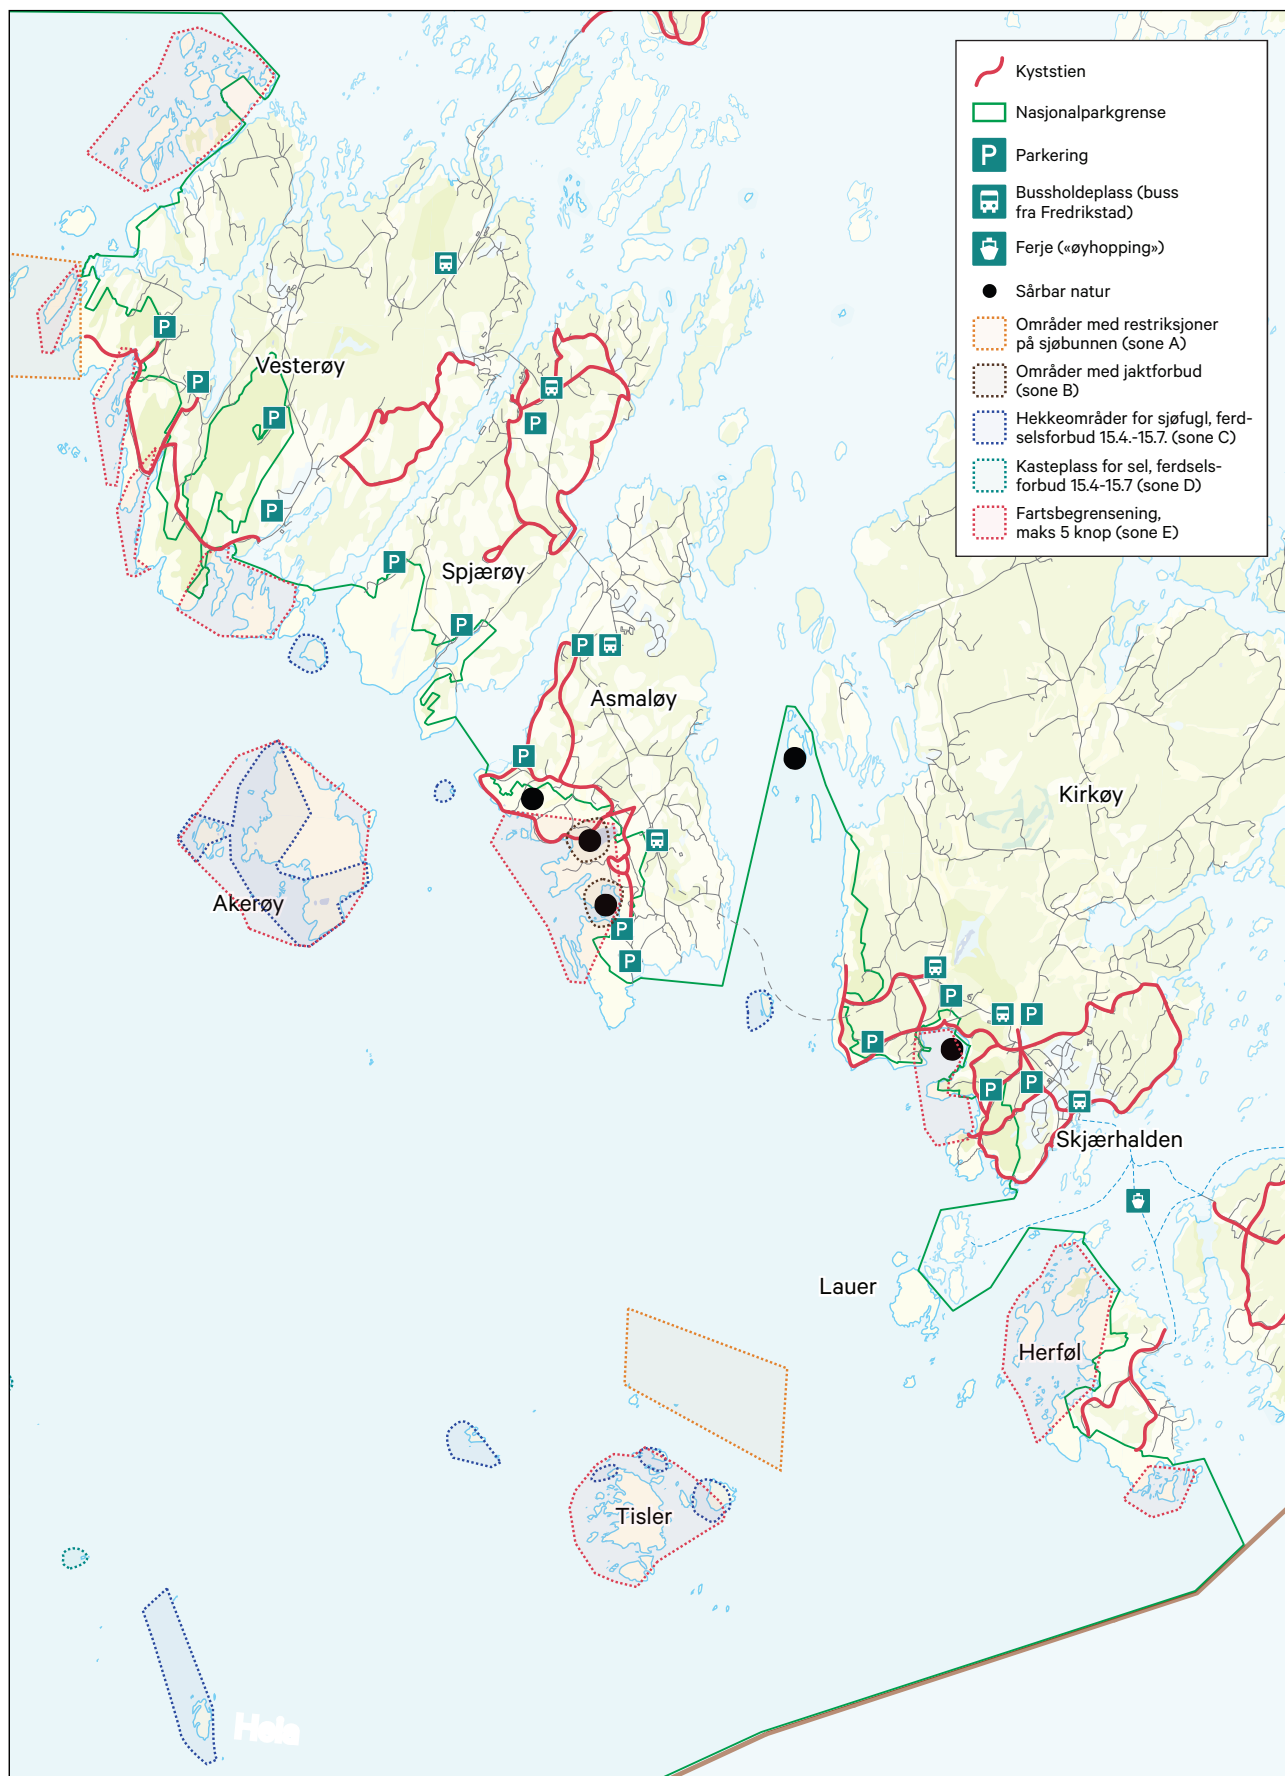 Kyststien
Nasjonalparkgrense
P Parkering
Bussholdeplass (buss
fra Fredrikstad)
Ferje («øyhopping»)
Sårbar natur
Områder med restriksjoner
på sjøbunnen (sone A)
Områder med jaktforbud
(sone B)
Hekkeområder for sjøfugl, ferd-
selsforbud 15.4.-15.7. (sone C)
Kasteplass for sel, ferdsels-
forbud 15.4-15.7 (sone D)
Fartsbegrensening,
maks 5 knop (sone E)
P
Vesterøy
P
P
P
P
P
Spjærøy
P
P
Asmaløy
P
Kirkøy
Akerøy
P
P
P
P
P
P
P
Skjærhalden
Lauer
Herføl
Tisler
Heia